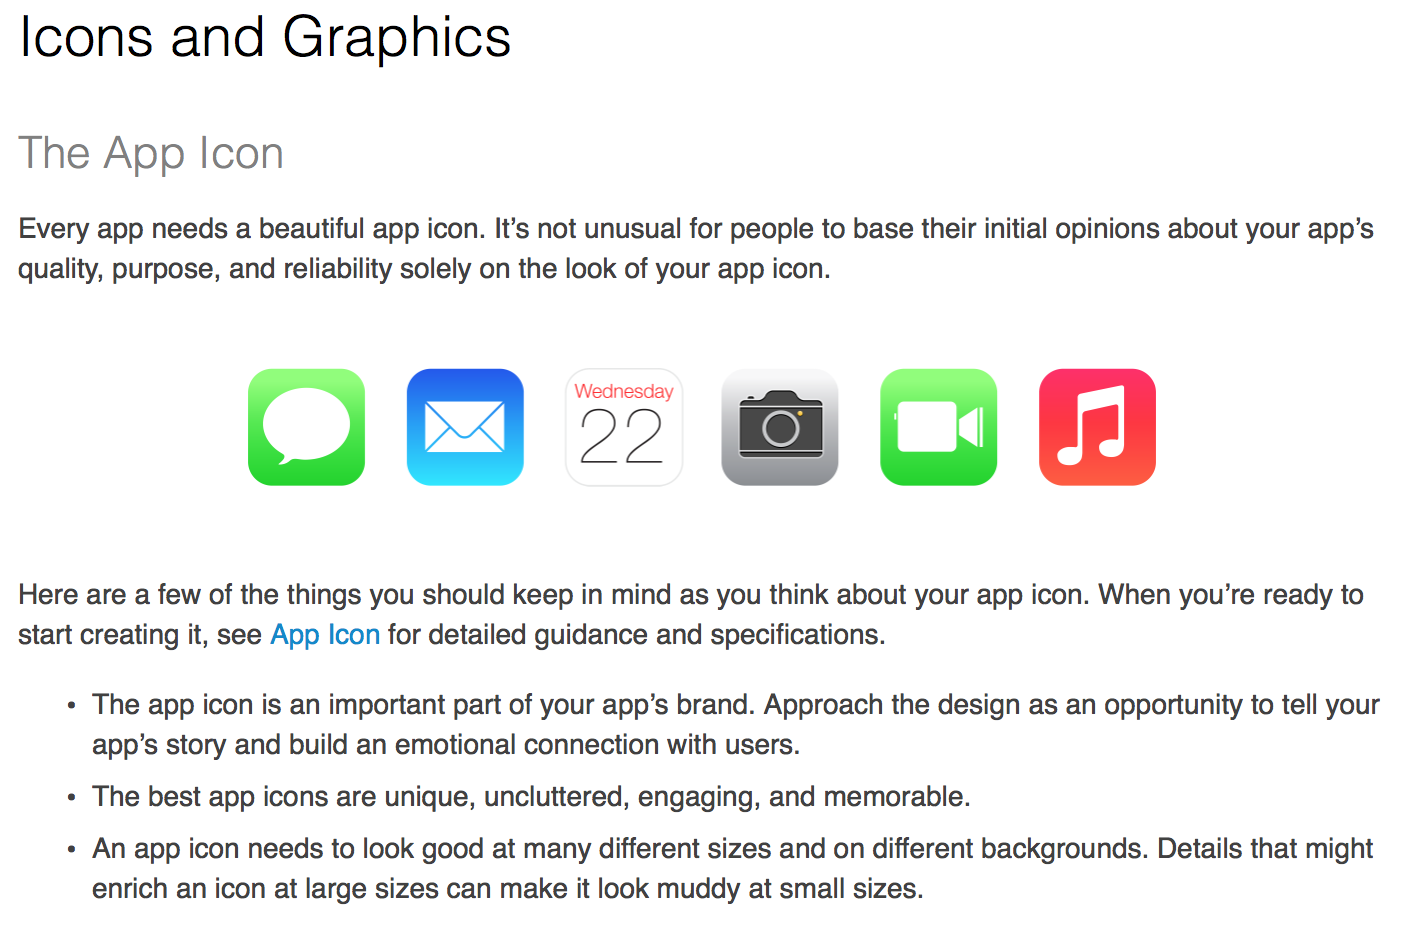 Icons and Graphics
The App Icon
Every app needs a beautiful app icon. It’s not unusual for people to base their initial opinions about your app’s
quality, purpose, and reliability solely on the look of your app icon.
Wednesday
22
Here are a few of the things you should keep in mind as you think about your app icon. When you’re ready to
start creating it, see App Icon for detailed guidance and specifications.
• The app icon is an important part of your app’s brand. Approach the design as an opportunity to tell your
app’s story and build an emotional connection with users.
• The best app icons are unique, uncluttered, engaging, and memorable.
• An app icon needs to look good at many different sizes and on different backgrounds. Details that might
enrich an icon at large sizes can make it look muddy at small sizes.